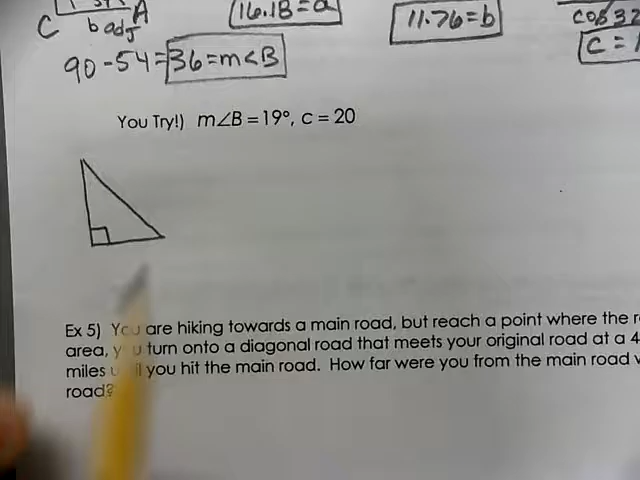 C b adj A
16.18 = a
11.76 = b
cos 32
c = 1
90 - 54 = 36 = m<B
You Try!) m∠B = 19°, c = 20
Ex 5) You are hiking towards a main road, but reach a point where the
area, you turn onto a diagonal road that meets your original road at a 4
miles until you hit the main road. How far were you from the main road
road?